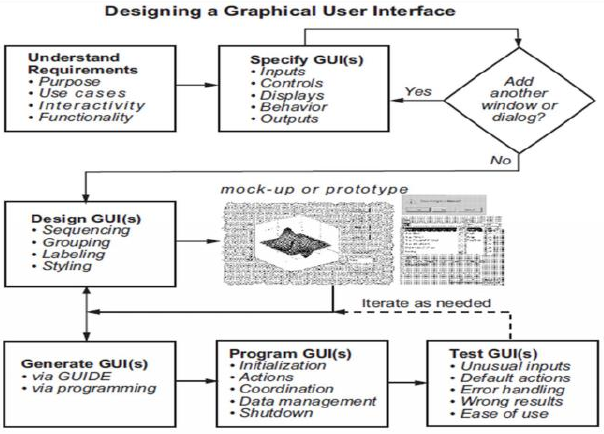 Designing a Graphical User Interface
Understand
Requirements
• Purpose
• Use cases
• Interactivity
• Functionality
Specify GUI(s)
• Inputs
• Controls
• Displays
• Behavior
• Outputs
Yes
Add
another
window or
dialog?
No
mock-up or prototype
Design GUI(s)
• Sequencing
• Grouping
• Labeling
• Styling
Iterate as needed
Generate GUI(s)
• via GUIDE
• via programming
Program GUI(s)
• Initialization
• Actions
• Coordination
• Data management
• Shutdown
Test GUI(s)
• Unusual inputs
• Default actions
• Error handling
• Wrong results
• Ease of use